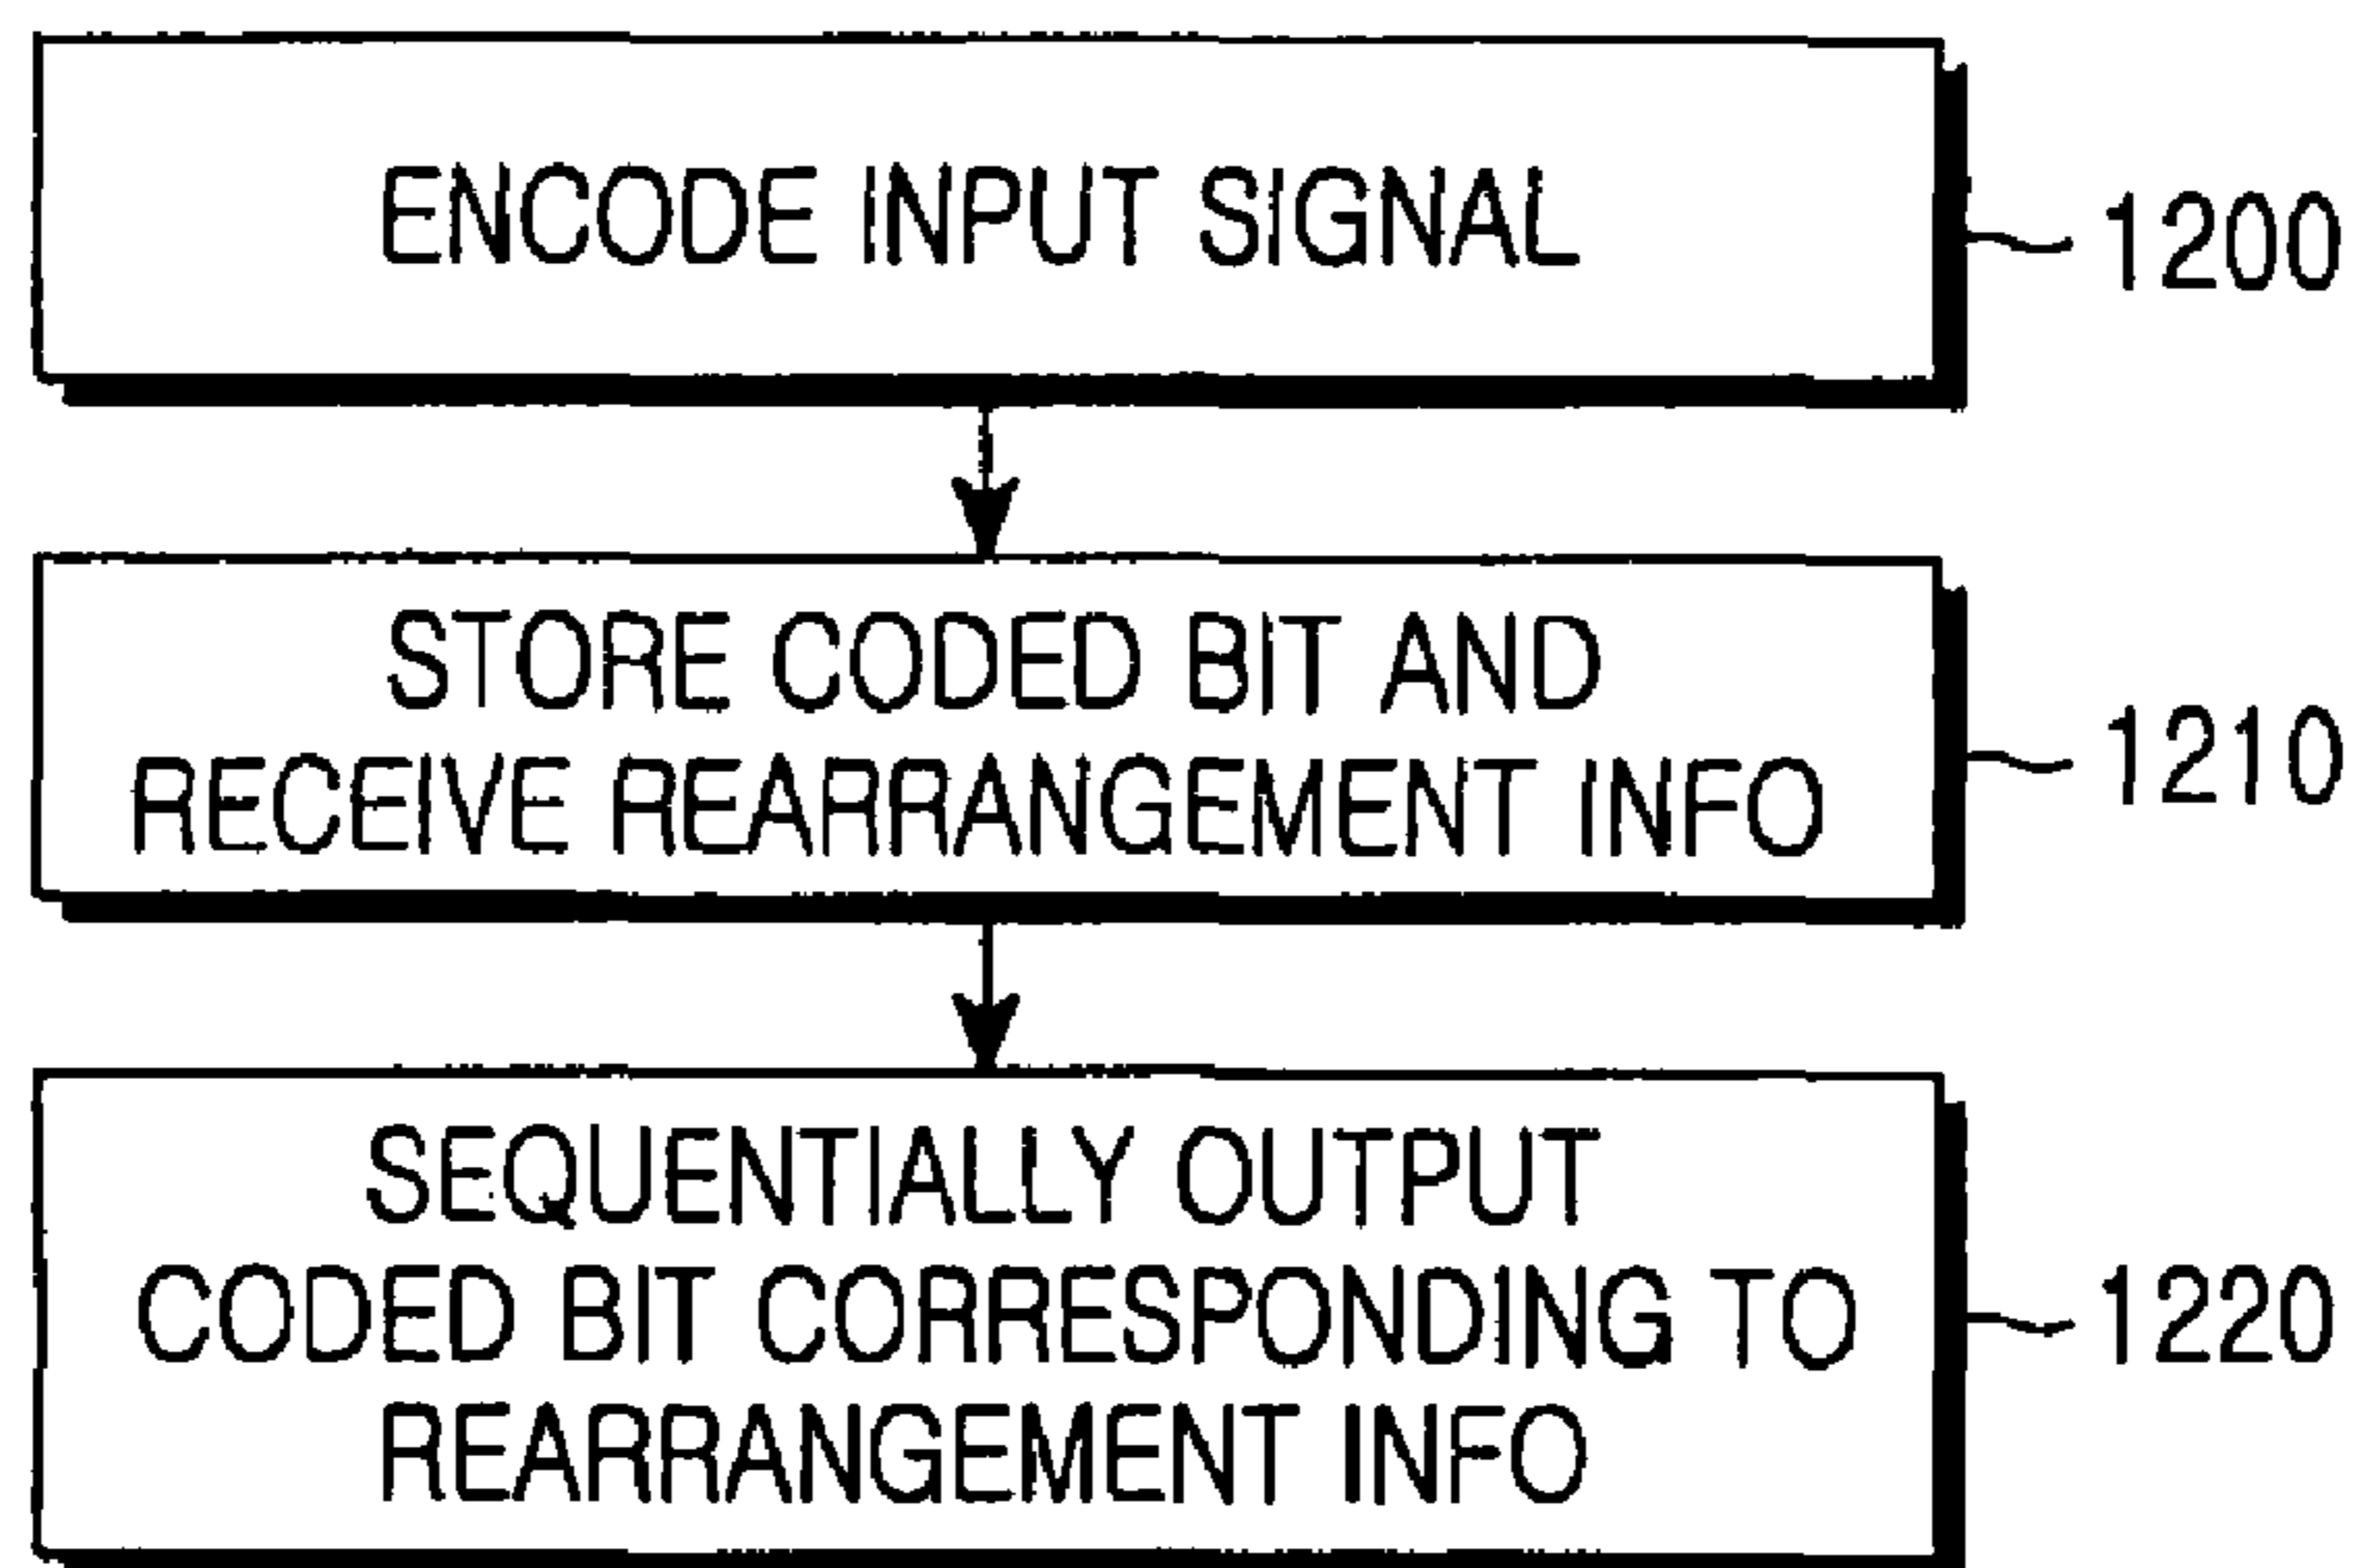 ENCODE INPUT SIGNAL
1200
STORE CODED BIT AND
RECEIVE REARRANGEMENT INFO
1210
SEQUENTIALLY OUTPUT
CODED BIT CORRESPONDING TO
REARRANGEMENT INFO
1220